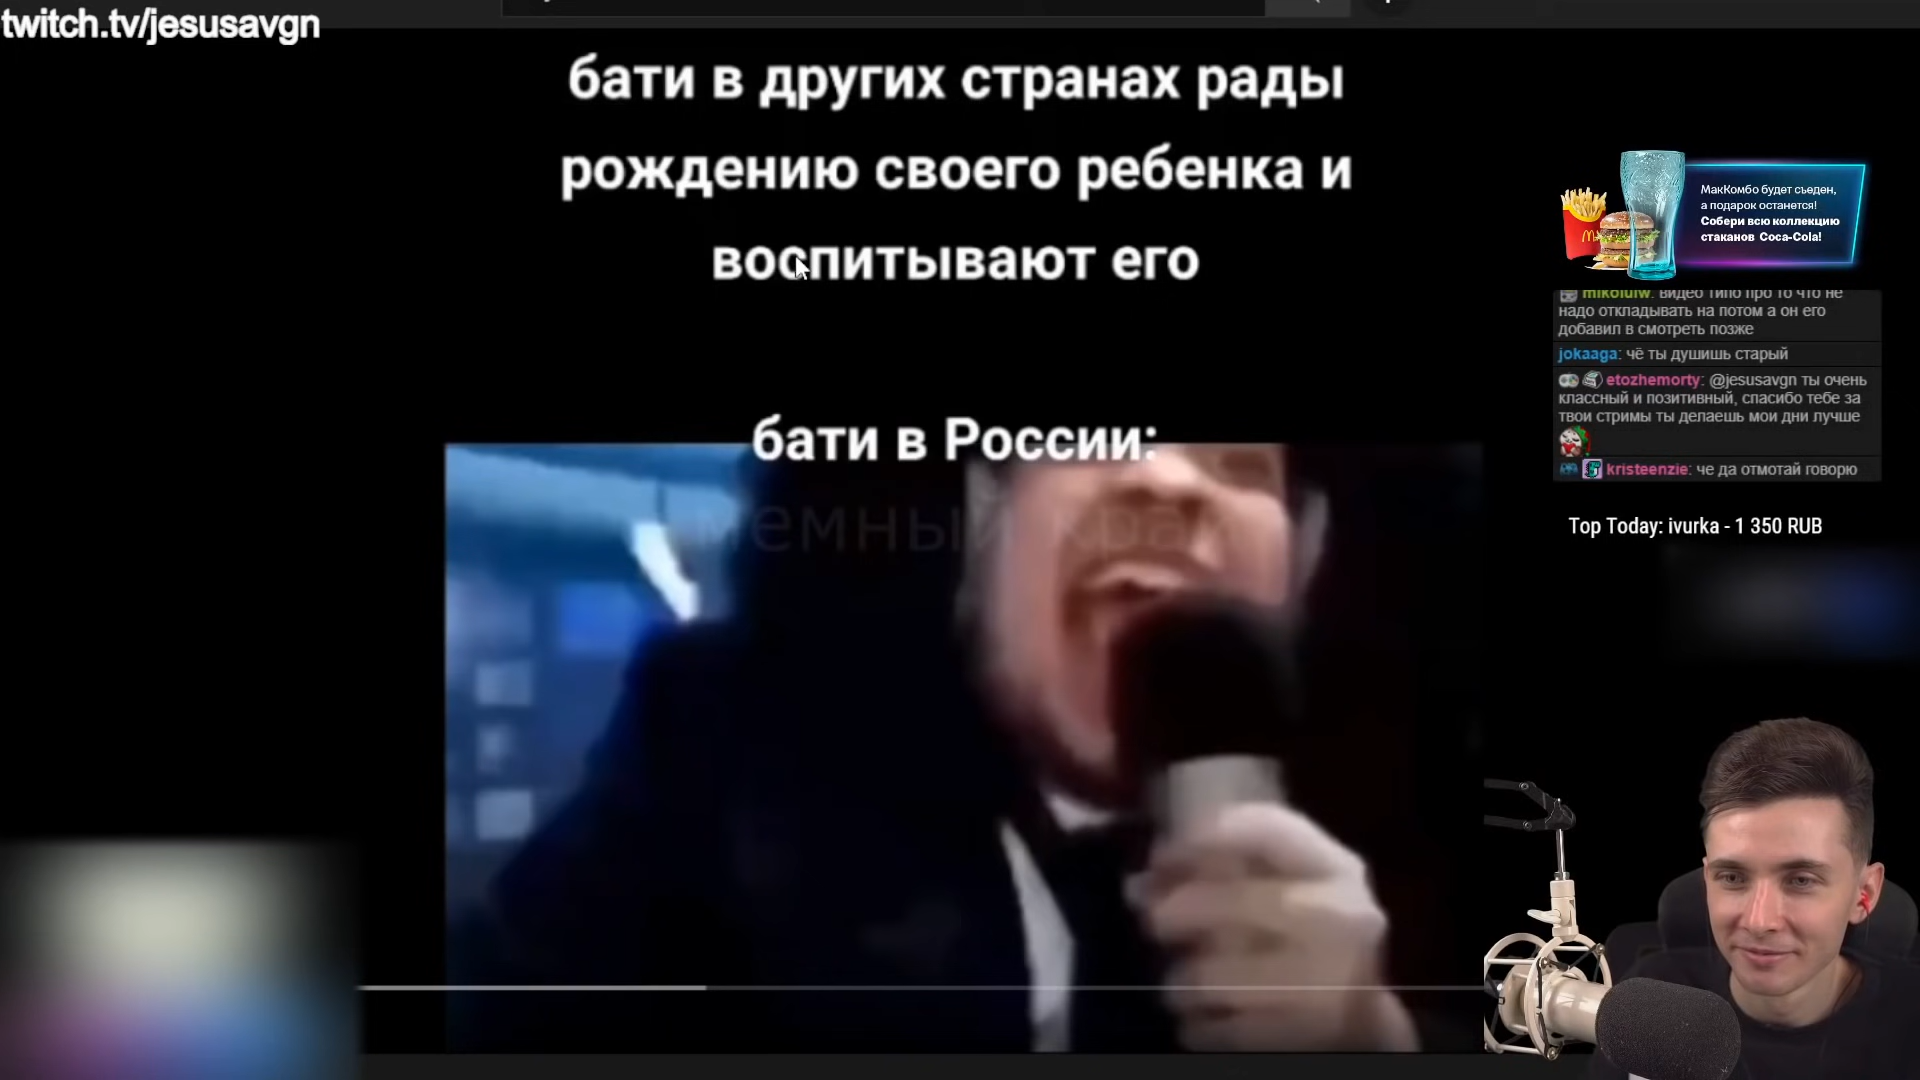 twitch.tv/jesusavgn
бати в других странах рады
рождению своего ребенка и
воспитывают его
бати в России:
мемный край
МакКомбо будет съеден,
а подарок останется!
Собери всю коллекцию
стаканов Coca-Cola!
mikoluiw: видео типо про то что не
надо откладывать на потом а он его
добавил в смотреть позже
jokaaga: чё ты душишь старый
etozhemorty: @jesusavgn ты очень
классный и позитивный, спасибо тебе за
твои стримы ты делаешь мои дни лучше
kristeenzie: че да отмотай говорю
Top Today: ivurka - 1 350 RUB